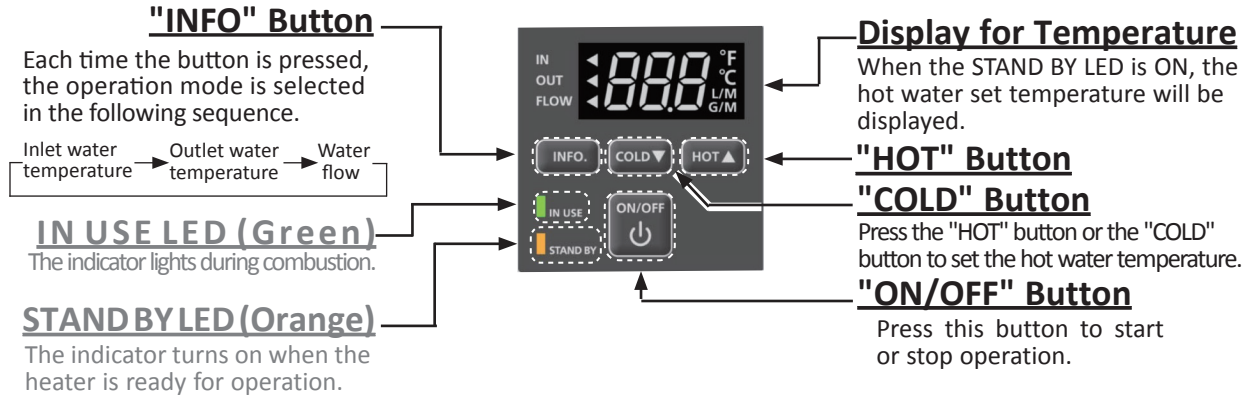 "INFO" Button
Each time the button is pressed,
the operation mode is selected
in the following sequence.
Inlet water
temperature
Outlet water
temperature
Water
flow
IN USE LED (Green)
The indicator lights during combustion.
STAND BY LED (Orange)
The indicator turns on when the
heater is ready for operation.
IN
OUT
FLOW
88.8
°F
°C
L/M
G/M
INFO.
COLD▼
HOT▲
IN USE
STAND BY
ON/OFF
Display for Temperature
When the STAND BY LED is ON, the
hot water set temperature will be
displayed.
"HOT" Button
"COLD" Button
Press the "HOT" button or the "COLD"
button to set the hot water temperature.
"ON/OFF" Button
Press this button to start
or stop operation.